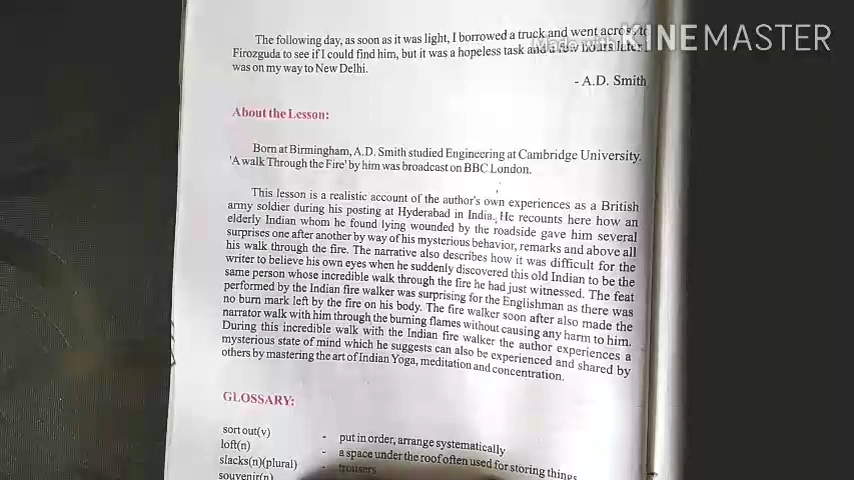 KINEMASTER
The following day, as soon as it was light, I borrowed a truck and went across to
Firozguda to see if I could find him, but it was a hopeless task and a few hours later I
was on my way to New Delhi.
- A.D. Smith
About the Lesson:
Born at Birmingham, A.D. Smith studied Engineering at Cambridge University.
'A walk Through the Fire' by him was broadcast on BBC London.
This lesson is a realistic account of the author's own experiences as a British
army soldier during his posting at Hyderabad in India. He recounts here how an
elderly Indian whom he found lying wounded by the roadside gave him several
surprises one after another by way of his mysterious behavior, remarks and above all
his walk through the fire. The narrative also describes how it was difficult for the
writer to believe his own eyes when he suddenly discovered this old Indian to be the
same person whose incredible walk through the fire he had just witnessed. The feat
performed by the Indian fire walker was surprising for the Englishman as there was
no burn mark left by the fire on his body. The fire walker soon after also made the
narrator walk with him through the burning flames without causing any harm to him.
During this incredible walk with the Indian fire walker the author experiences a
mysterious state of mind which he suggests can also be experienced and shared by
others by mastering the art of Indian Yoga, meditation and concentration.
GLOSSARY:
sort out(v) - put in order, arrange systematically
loft(n) - a space under the roof often used for storing things
slacks(n)(plural) - trousers
souvenir(n)